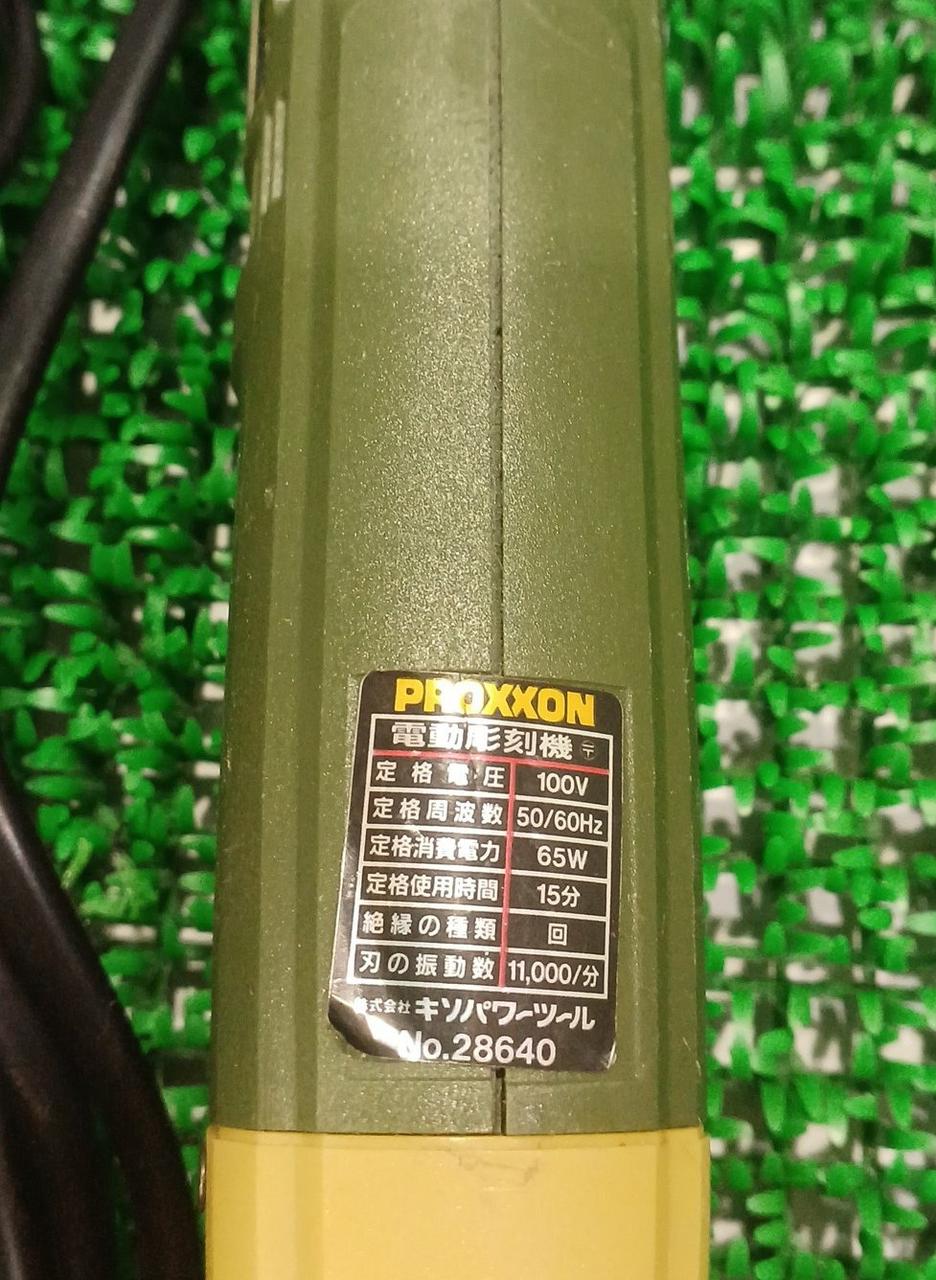 PROXXON
電動彫刻機 〒
定格電圧 100V
定格周波数 50/60Hz
定格消費電力 65W
定格使用時間 15分
絶縁の種類 回
刃の振動数 11,000/分
株式会社 キソパワーツール
No.28640